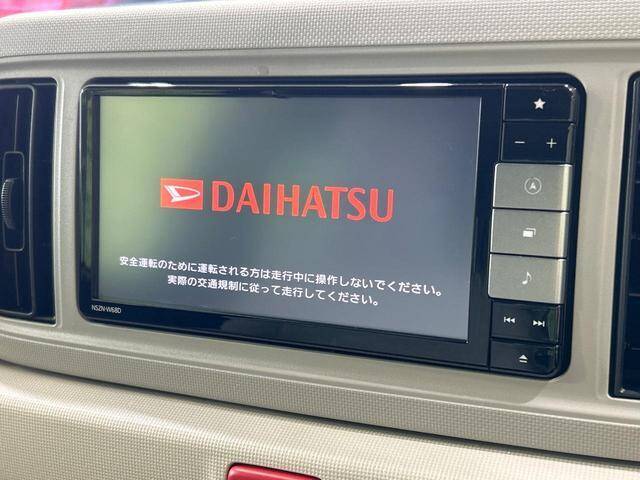 DAIHATSU
安全運転のために運転される方は走行中に操作しないでください。
実際の交通規制に従って走行してください。
NSZN-W68D